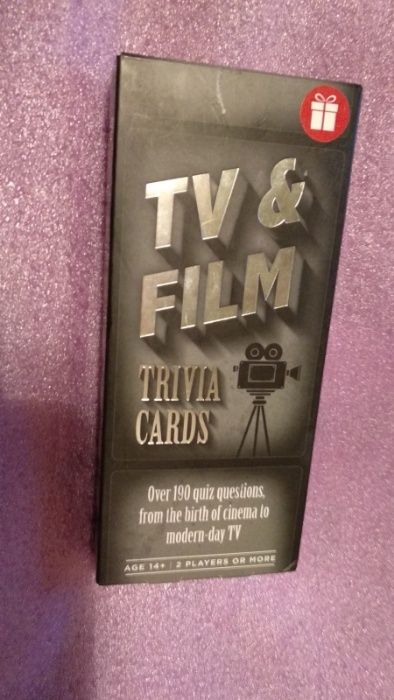 TV &
FILM
TRIVIA
CARDS
Over 190 quiz questions,
from the birth of cinema to
modern-day TV
AGE 14+ | 2 PLAYERS OR MORE